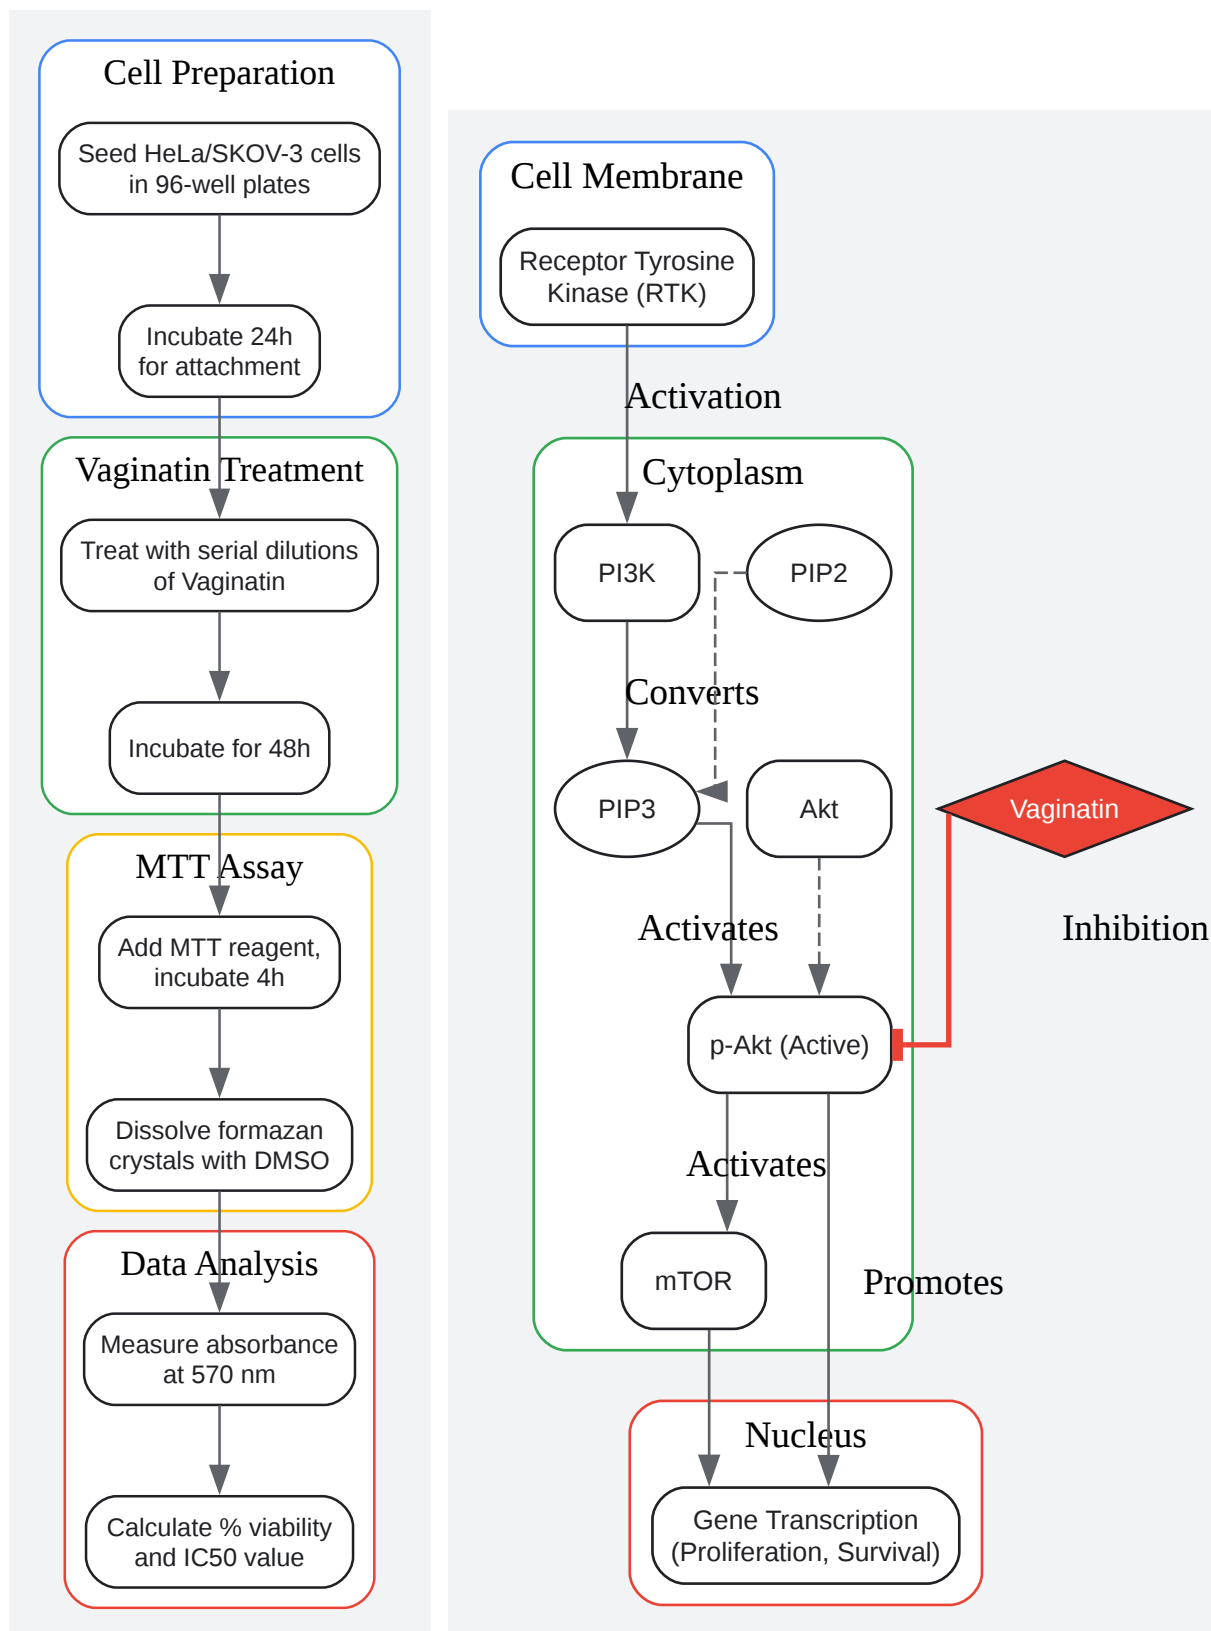 Cell Preparation
Seed HeLa/SKOV-3 cells
in 96-well plates
Incubate 24h
for attachment
Vaginatin Treatment
Treat with serial dilutions
of Vaginatin
Incubate for 48h
MTT Assay
Add MTT reagent,
incubate 4h
Dissolve formazan
crystals with DMSO
Data Analysis
Measure absorbance
at 570 nm
Calculate % viability
and IC50 value
Cell Membrane
Receptor Tyrosine
Kinase (RTK)
Activation
Cytoplasm
PI3K
PIP2
Converts
PIP3
Akt
Vaginatin
Activates
Inhibition
p-Akt (Active)
Activates
mTOR
Promotes
Nucleus
Gene Transcription
(Proliferation, Survival)